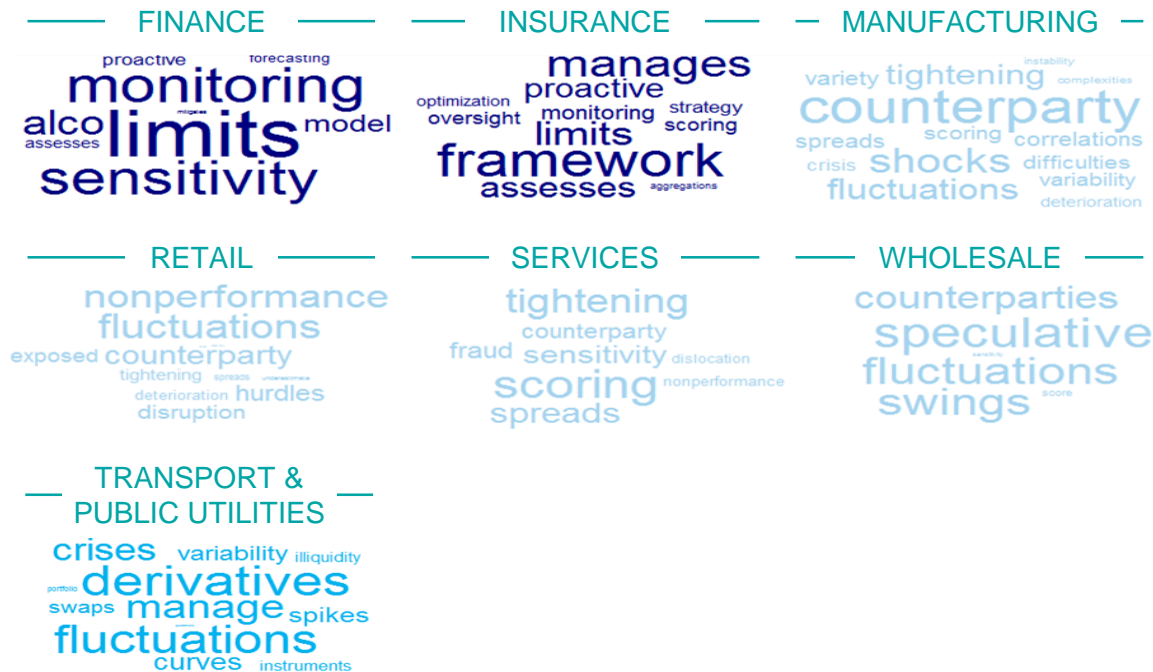 FINANCE
proactive forecasting
monitoring
mitigates
alco limits model
assesses
sensitivity
INSURANCE
manages
proactive
optimization monitoring strategy
oversight limits scoring
framework
assesses aggregations
MANUFACTURING
instability
variety tightening complexities
counterparty
spreads scoring correlations
crisis shocks difficulties
fluctuations variability
deterioration
RETAIL
nonperformance
fluctuations
exposed counterparty
tightening spreads
deterioration hurdles
disruption
SERVICES
tightening
counterparty
fraud sensitivity dislocation
scoring nonperformance
spreads
WHOLESALE
counterparties
speculative
sensitivity
fluctuations
swings score
TRANSPORT &
PUBLIC UTILITIES
crises variability illiquidity
portfolio derivatives
swaps manage spikes
fluctuations
curves instruments